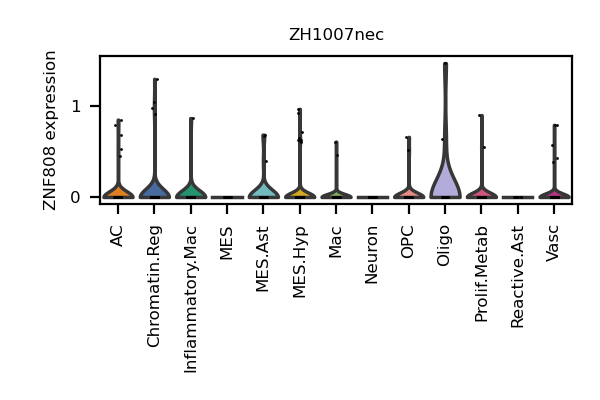 ZH1007nec
ZNF808 expression
1
0
AC
Chromatin.Reg
Inflammatory.Mac
MES
MES.Ast
MES.Hyp
Mac
Neuron
OPC
Oligo
Prolif.Metab
Reactive.Ast
Vasc